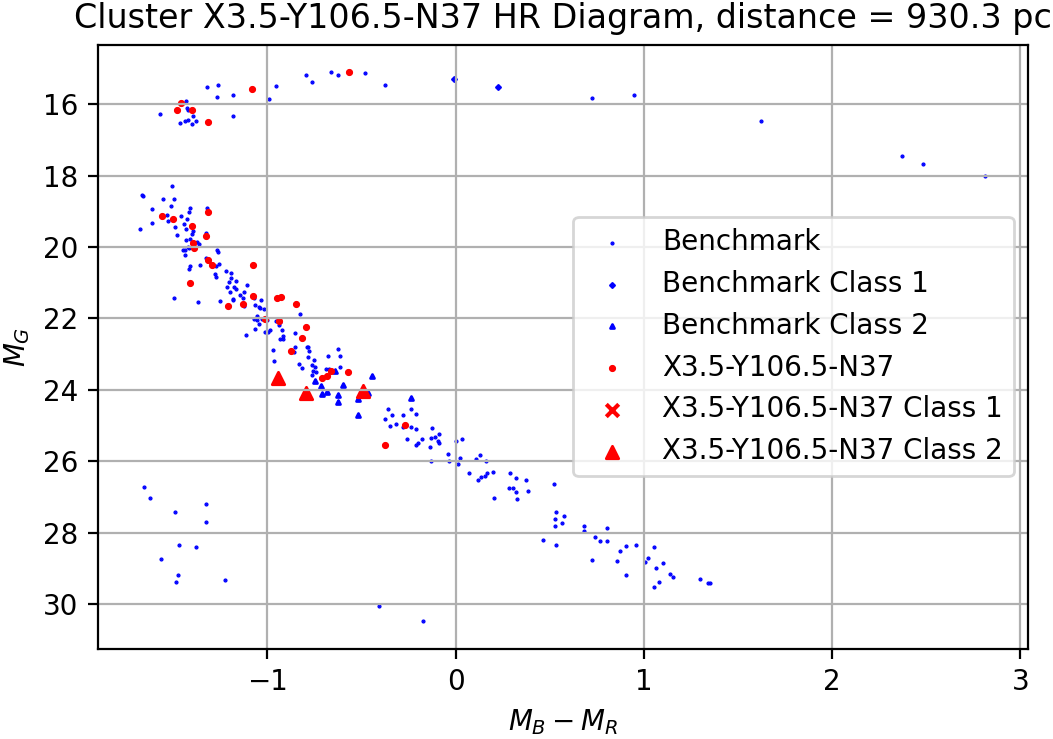 Cluster X3.5-Y106.5-N37 HR Diagram, distance = 930.3 pc
16
18
20
22
24
26
28
30
M_G
Benchmark
Benchmark Class 1
Benchmark Class 2
X3.5-Y106.5-N37
X3.5-Y106.5-N37 Class 1
X3.5-Y106.5-N37 Class 2
−1 0 1 2 3
M_B − M_R